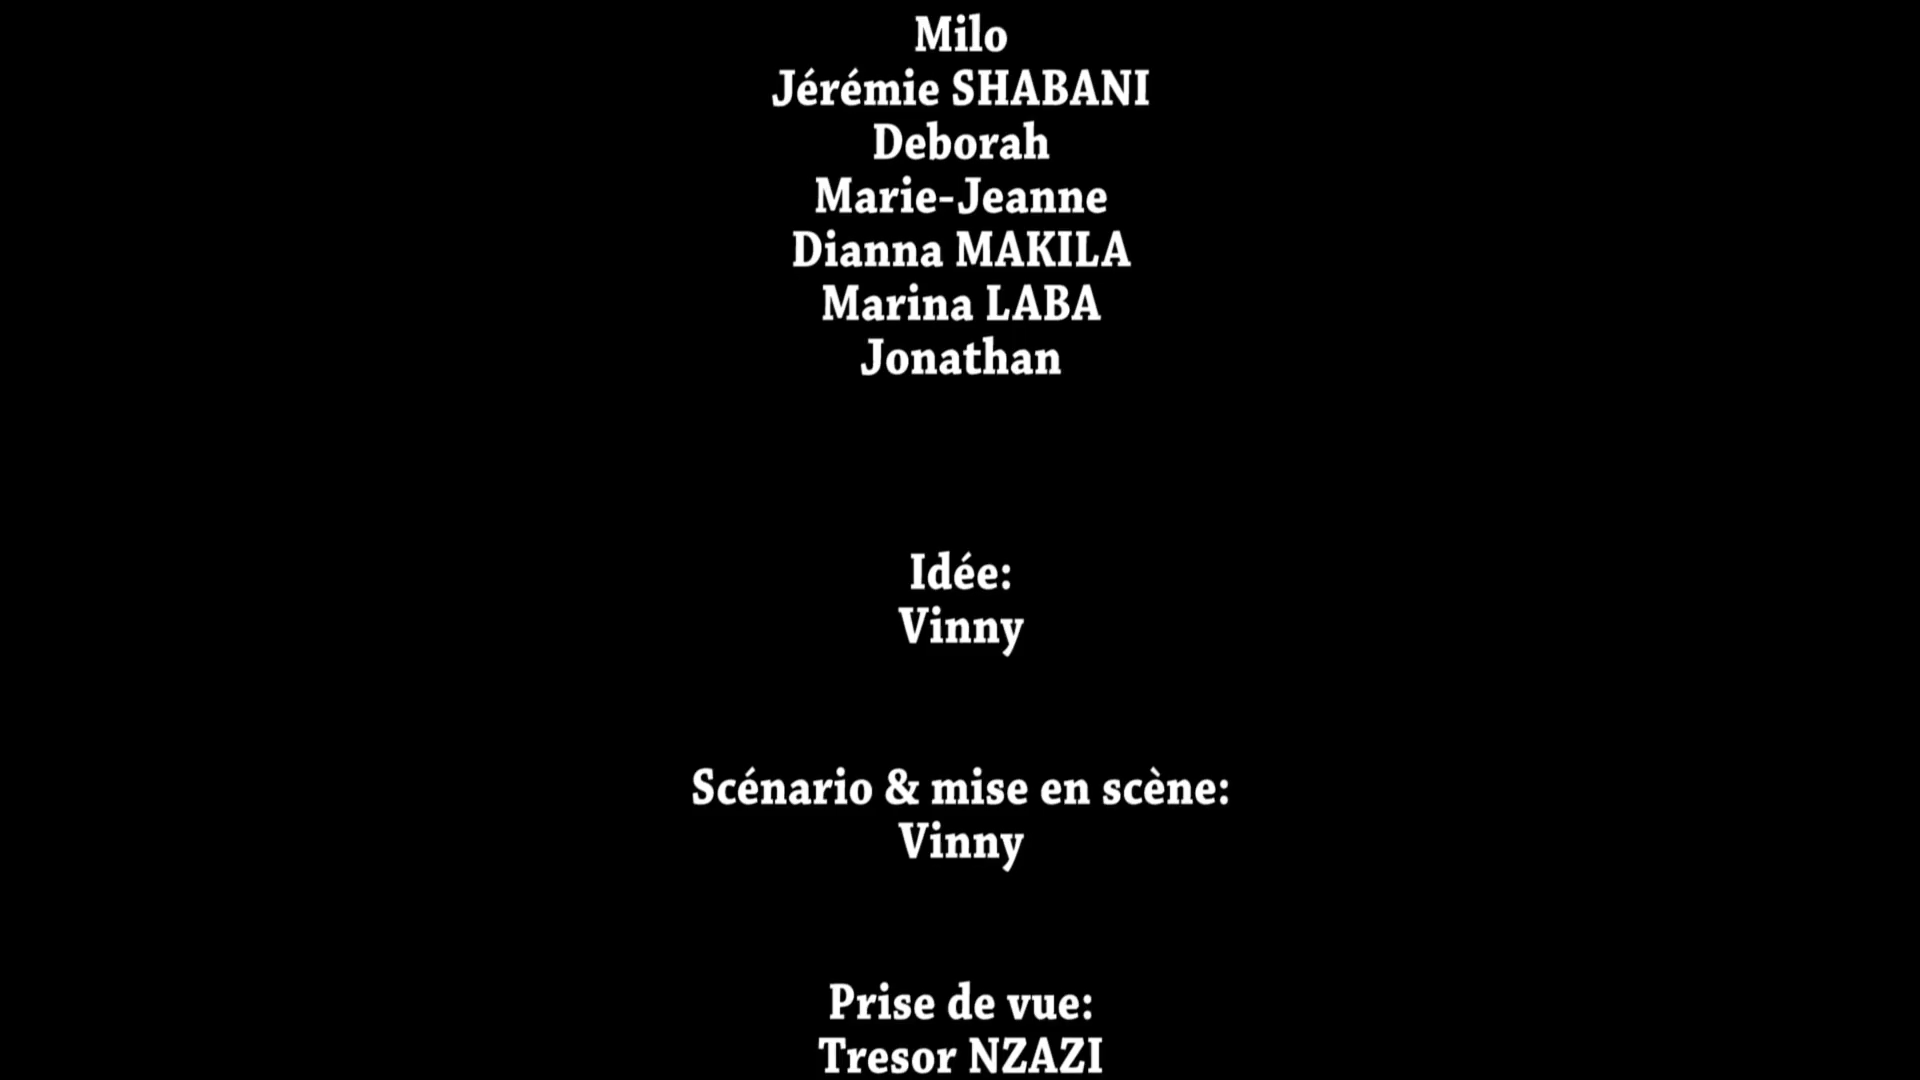 Milo
Jérémie SHABANI
Deborah
Marie-Jeanne
Dianna MAKILA
Marina LABA
Jonathan
Idée:
Vinny
Scénario & mise en scène:
Vinny
Prise de vue:
Tresor NZAZI